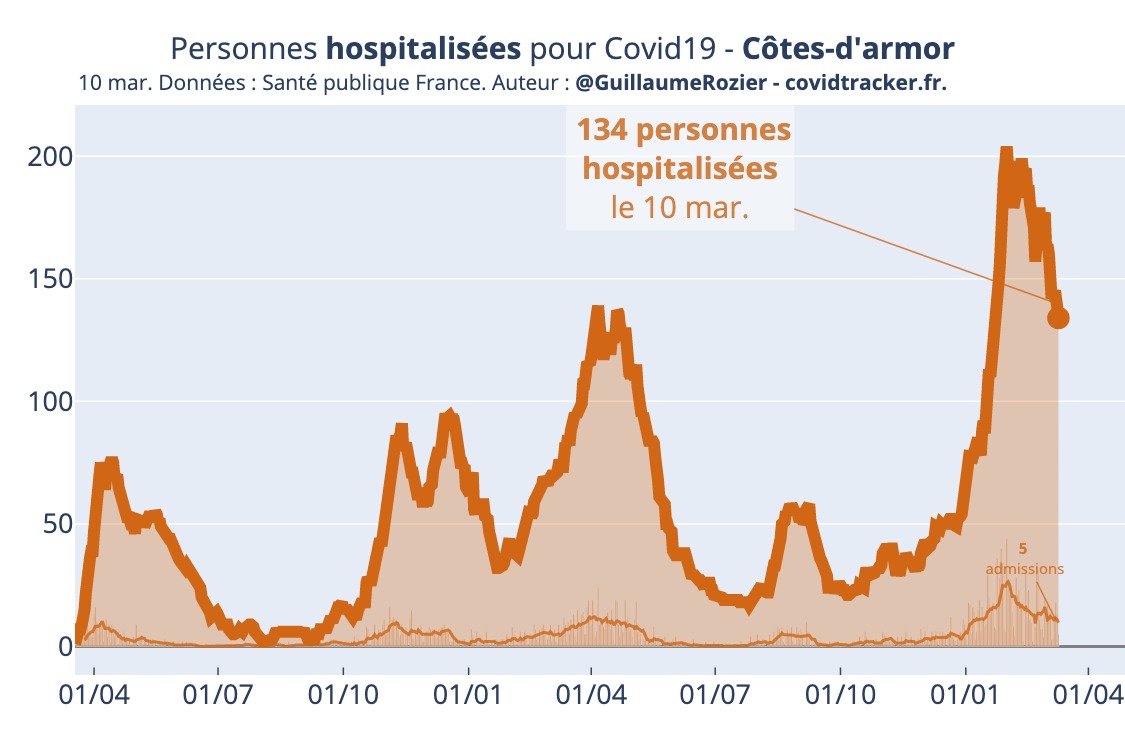 Personnes hospitalisées pour Covid19 - Côtes-d'armor
10 mar. Données : Santé publique France. Auteur : @GuillaumeRozier - covidtracker.fr.
134 personnes
hospitalisées
le 10 mar.
200
150
100
50
0
5
admissions
01/04 01/07 01/10 01/01 01/04 01/07 01/10 01/01 01/04